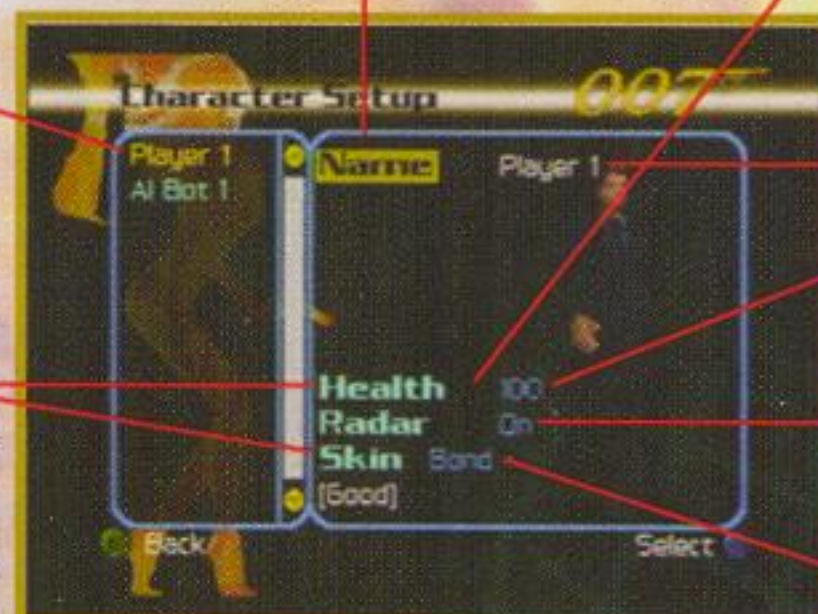 Character Setup
007
Player 1
AI Bot 1
Name Player 1
Health 100
Radar On
Skin Bond
[Good]
Back Select